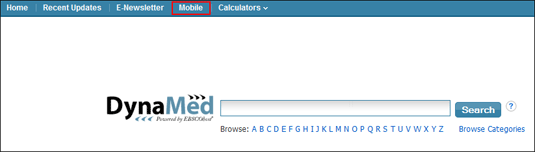 Home Recent Updates E-Newsletter Mobile Calculators
DynaMed
Powered by EBSCOhost
Search ?
Browse: A B C D E F G H I J K L M N O P Q R S T U V W X Y Z Browse Categories